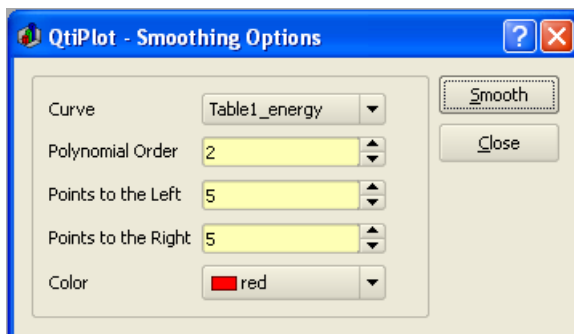 QtiPlot - Smoothing Options
Curve Table1_energy
Smooth
Polynomial Order 2
Close
Points to the Left 5
Points to the Right 5
Color red